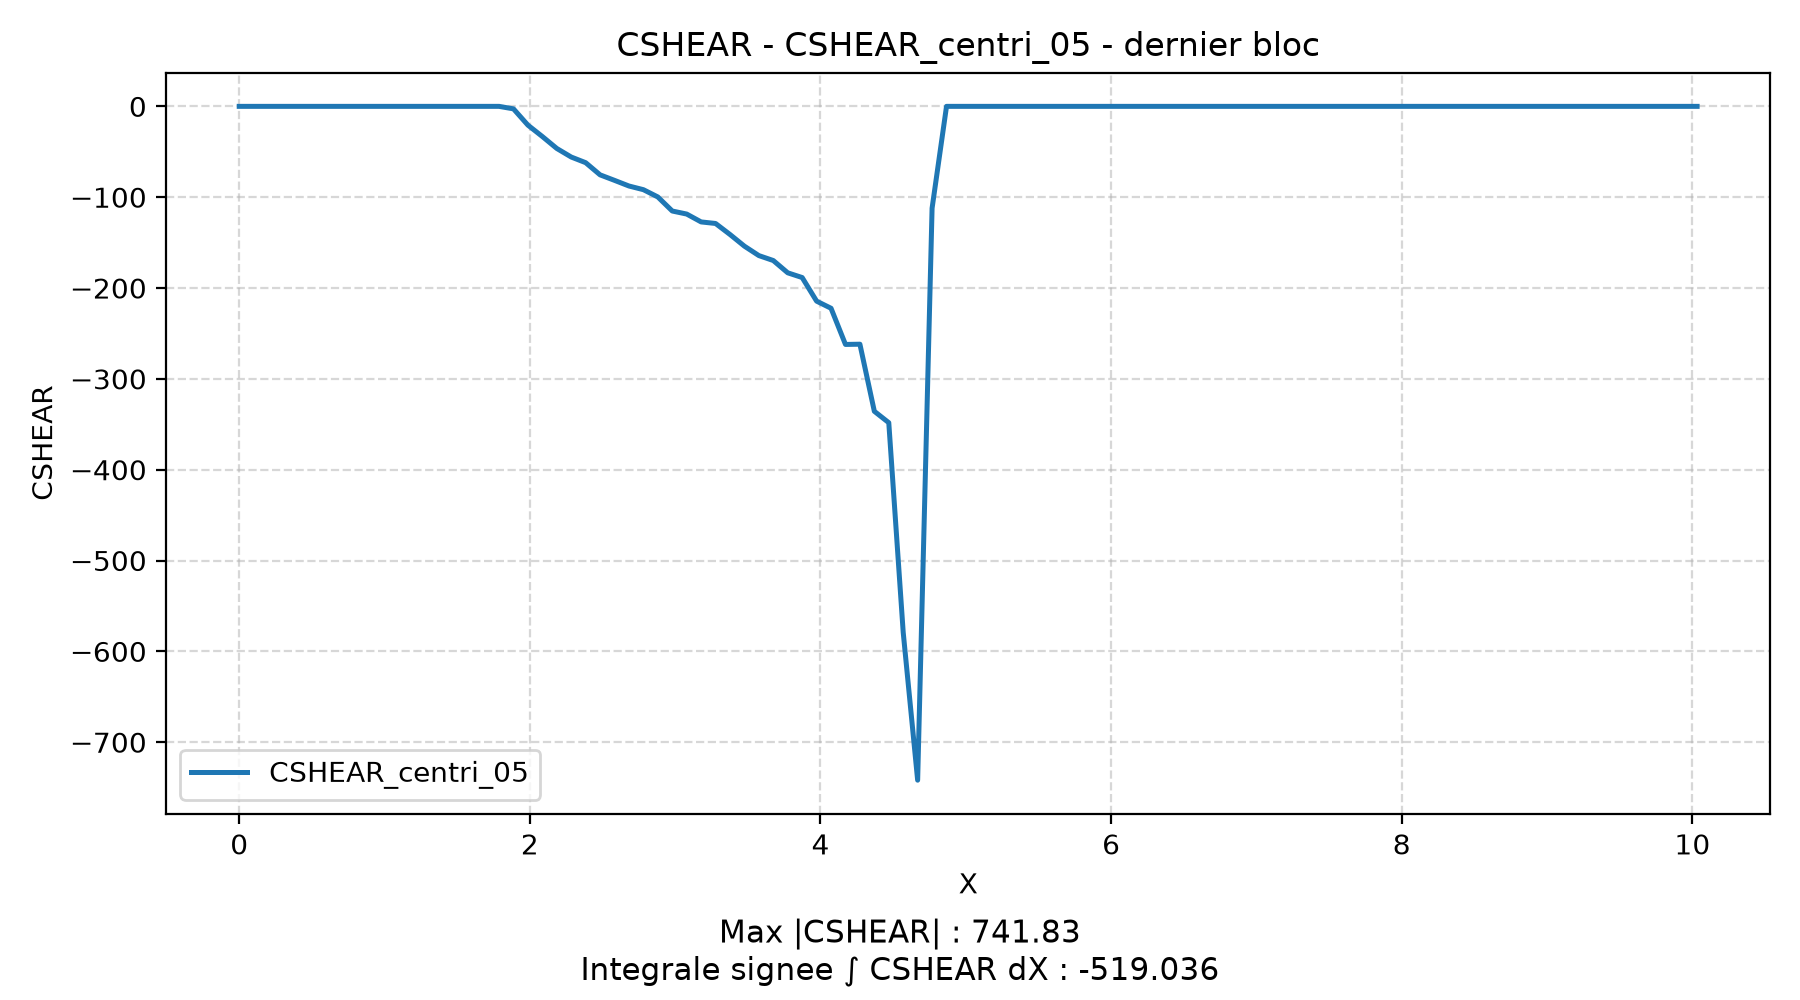 CSHEAR - CSHEAR_centri_05 - dernier bloc
0
−100
−200
−300
−400
−500
−600
−700
CSHEAR
CSHEAR_centri_05
0 2 4 6 8 10
X
Max |CSHEAR| : 741.83
Integrale signee ∫ CSHEAR dX : -519.036